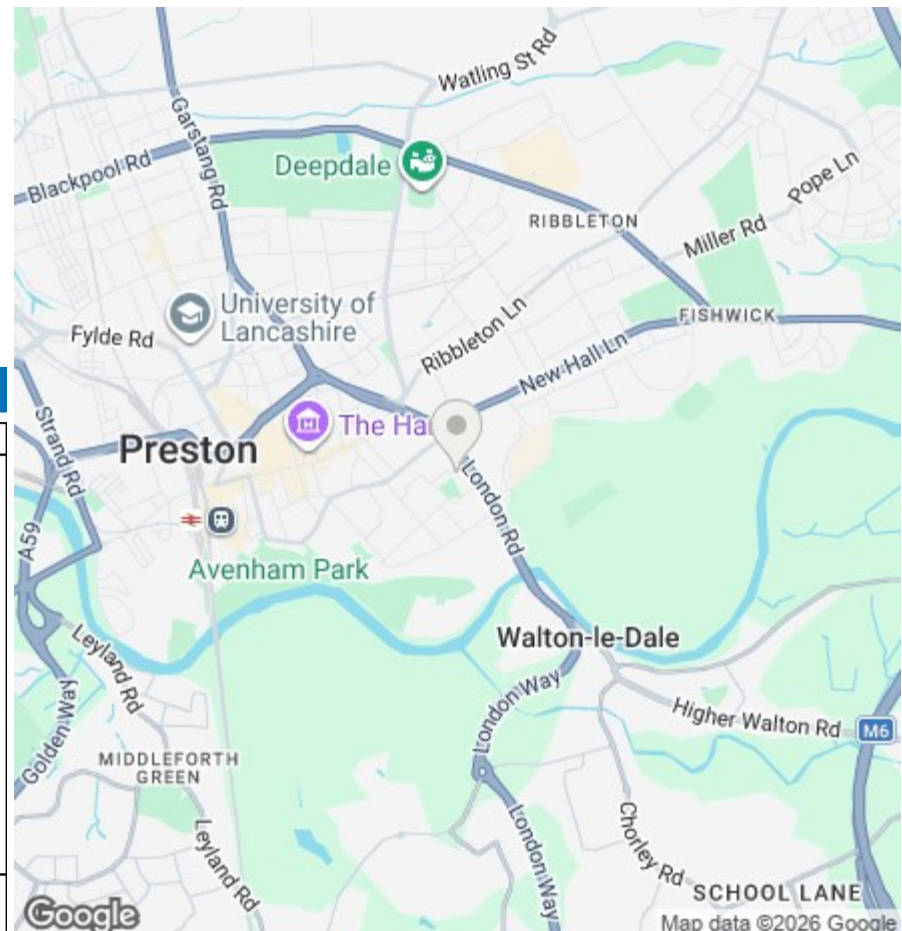 Watling St Rd
Garstang Rd
Blackpool Rd
Deepdale
Pope Ln
RIBBLETON
Miller Rd
University of
Lancashire
Fylde Rd
Ribbleton Ln
FISHWICK
New Hall Ln
Strand Rd
The Har
Preston
London Rd
A59
Avenham Park
Walton-le-Dale
Leyland Rd
London Way
Higher Walton Rd
M6
Golden Way
MIDDLEFORTH
GREEN
Leyland Rd
London Way
Chorley Rd
SCHOOL LANE
Google
Map data ©2026 Google